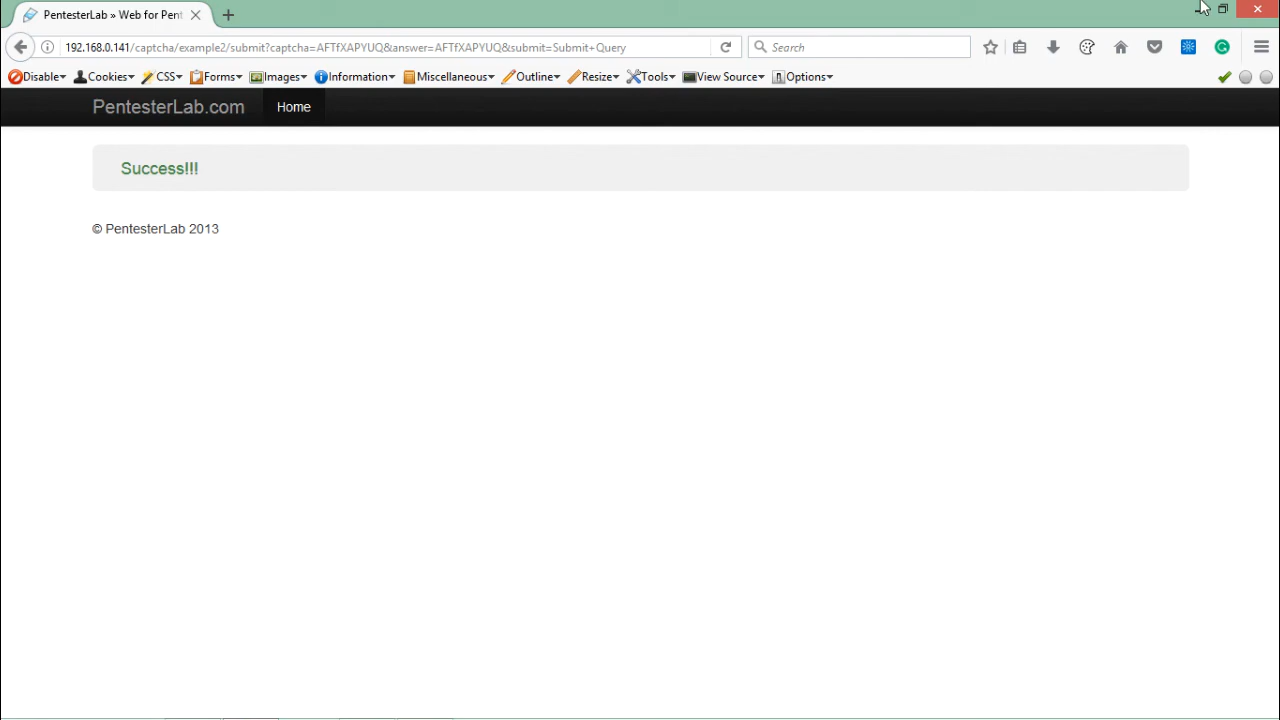 PentesterLab » Web for Pent
192.168.0.141/captcha/example2/submit?captcha=AFTfXAPYUQ&answer=AFTfXAPYUQ&submit=Submit+Query
Search
Disable Cookies CSS Forms Images Information Miscellaneous Outline Resize Tools View Source Options
PentesterLab.com Home
Success!!!
© PentesterLab 2013